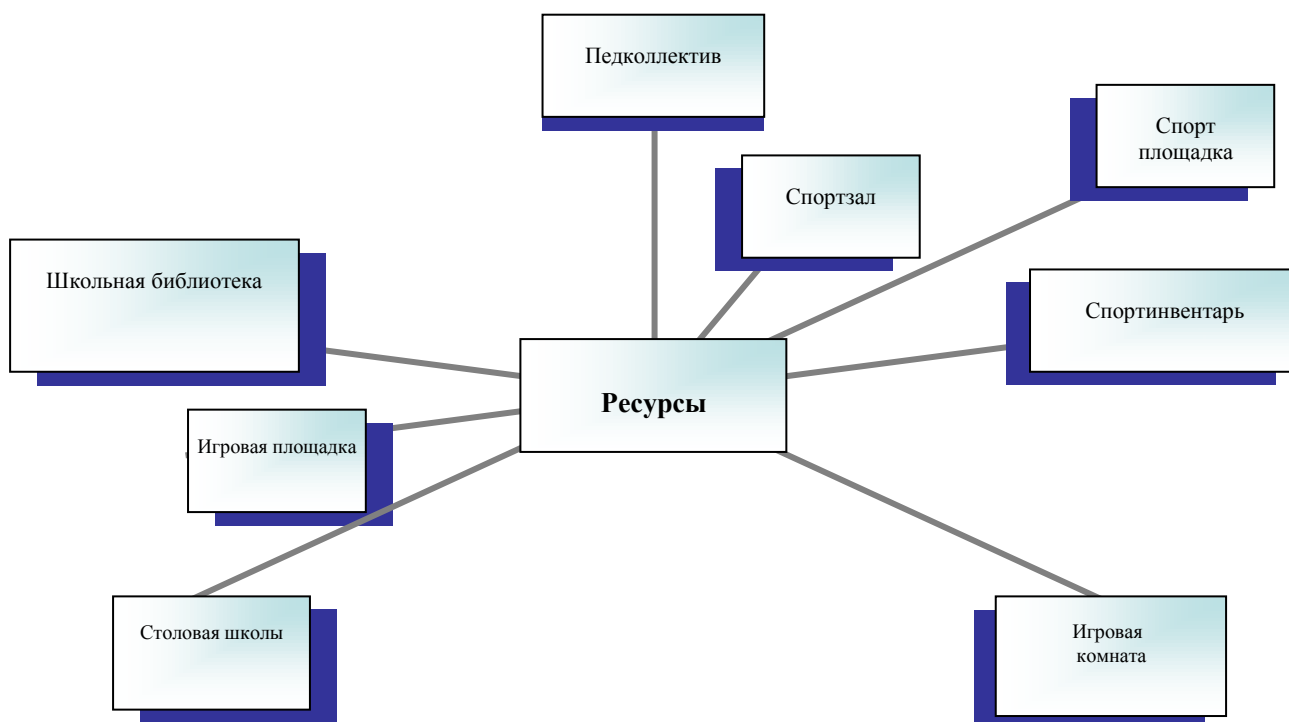 Педколлектив
Спорт
площадка
Спортзал
Школьная библиотека
Спортинвентарь
Ресурсы
Игровая площадка
Столовая школы
Игровая
комната